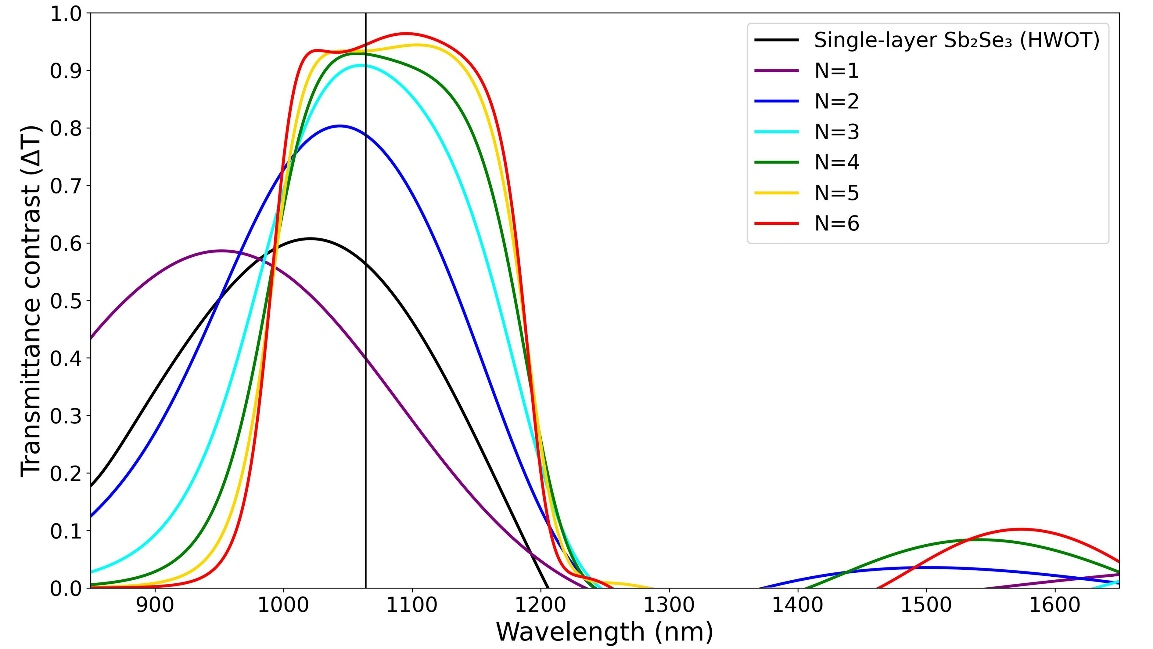 Transmittance contrast (ΔT)
1.0
0.9
0.8
0.7
0.6
0.5
0.4
0.3
0.2
0.1
0.0
Single-layer Sb₂Se₃ (HWOT)
N=1
N=2
N=3
N=4
N=5
N=6
900 1000 1100 1200 1300 1400 1500 1600
Wavelength (nm)